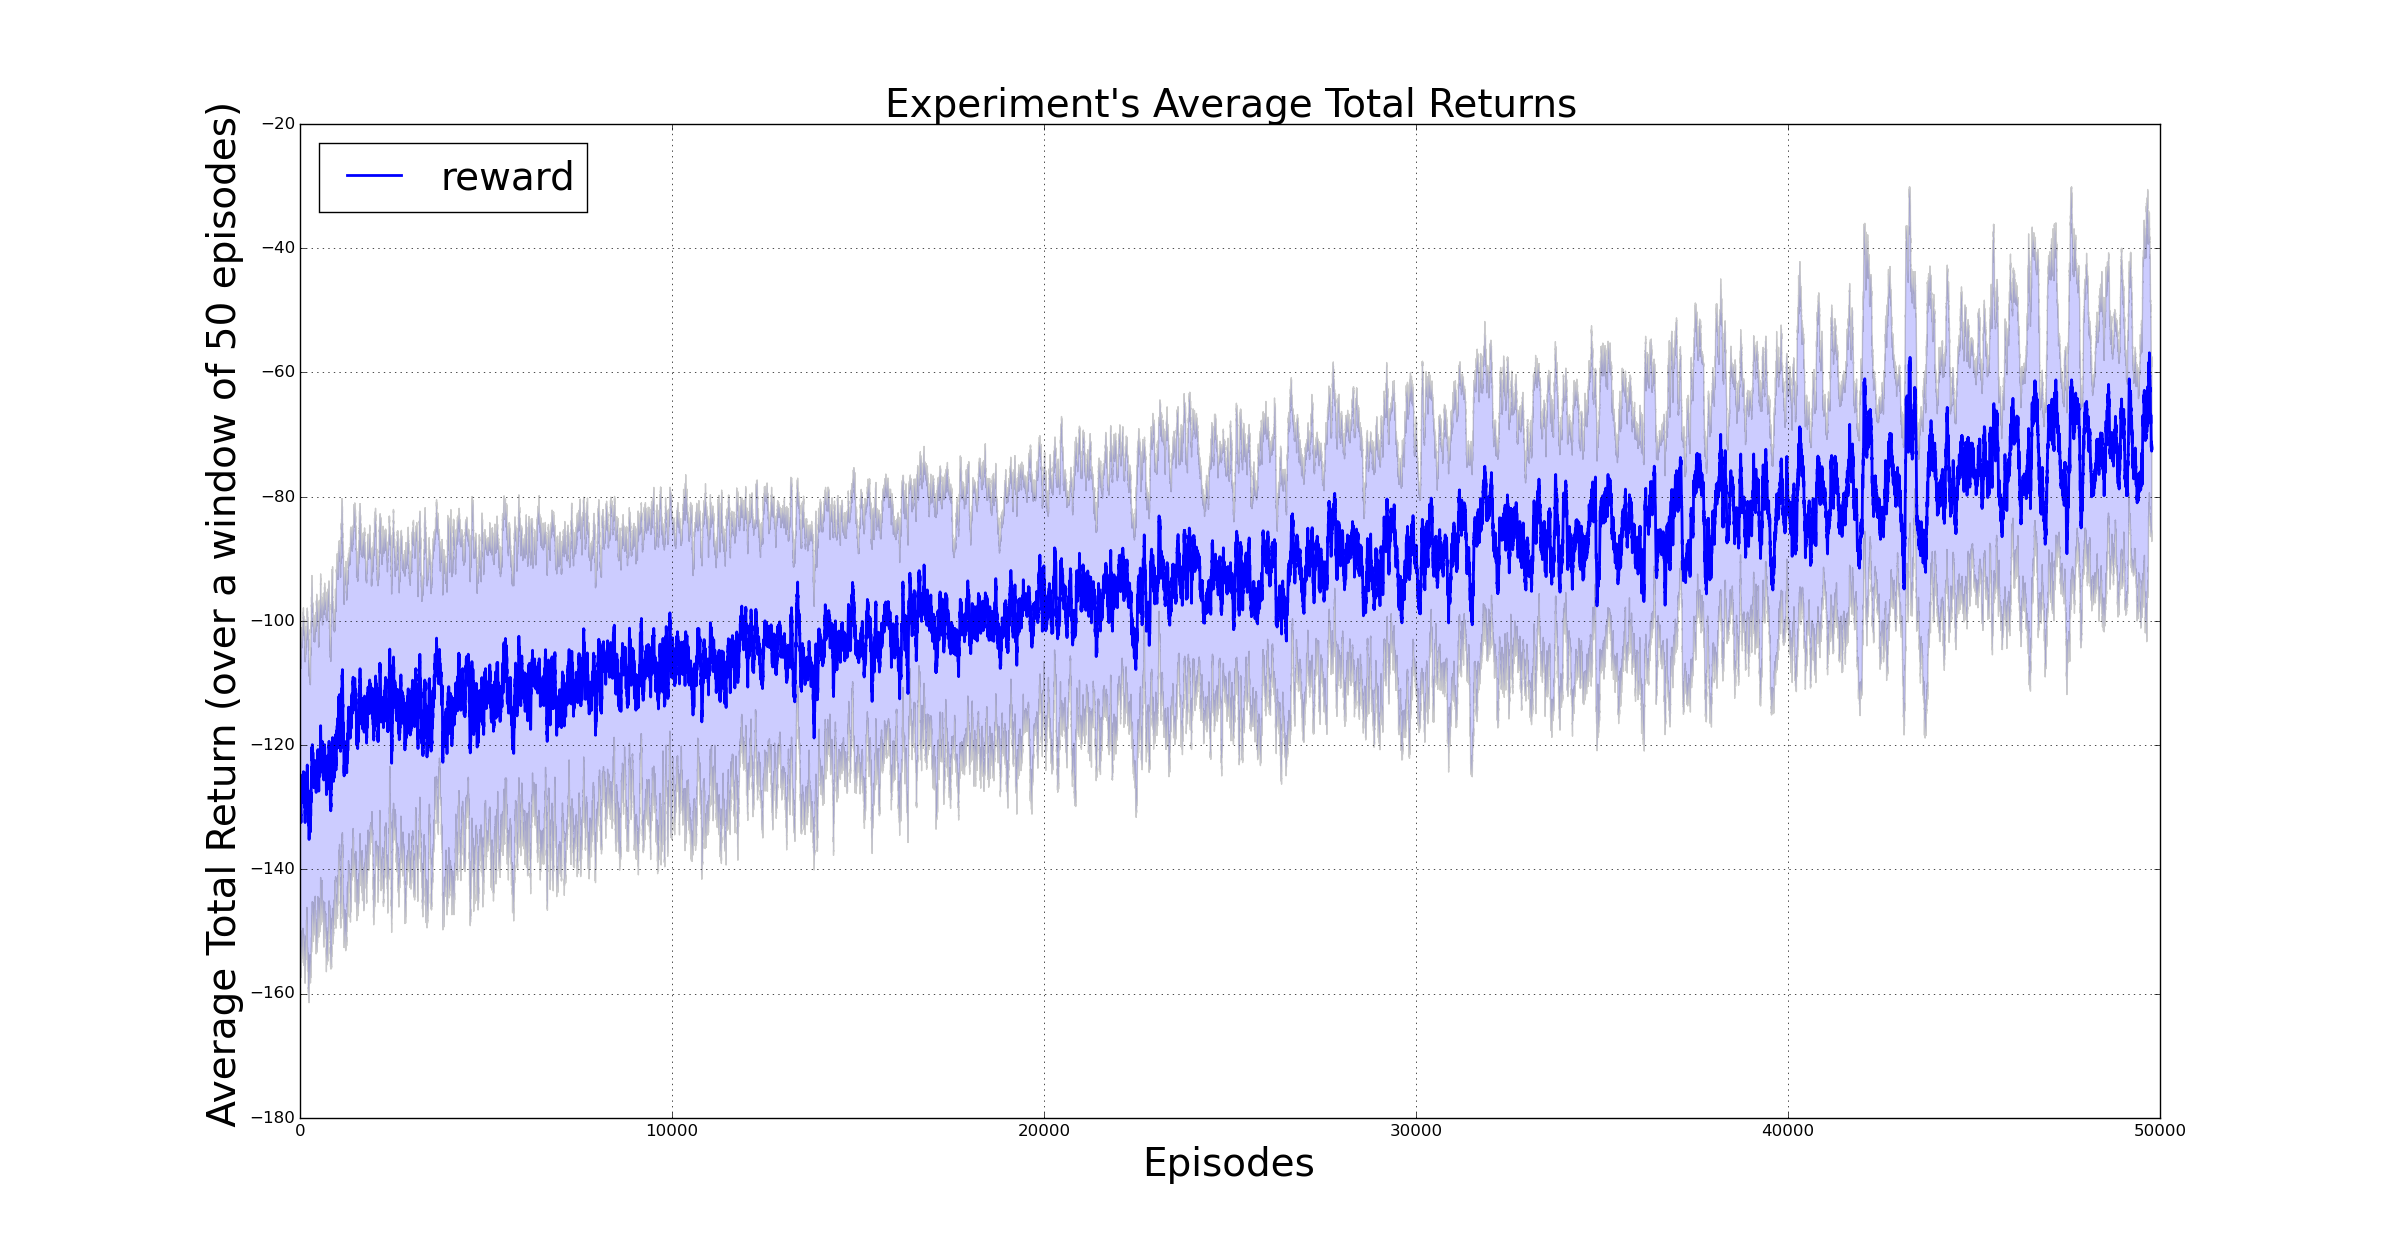 Experiment's Average Total Returns
Average Total Return (over a window of 50 episodes)
reward
−20
−40
−60
−80
−100
−120
−140
−160
−180
0 10000 20000 30000 40000 50000
Episodes